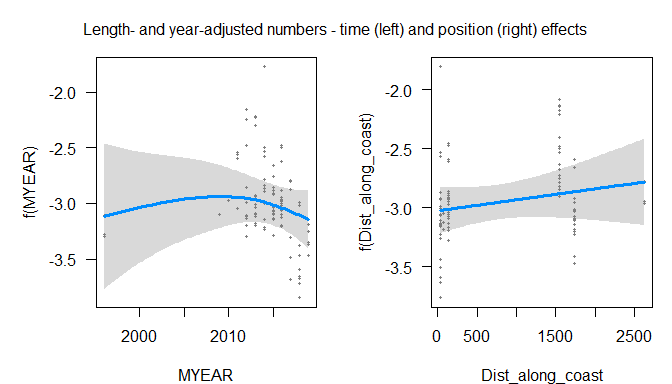 Length- and year-adjusted numbers - time (left) and position (right) effects
f(MYEAR)
-2.0
-2.5
-3.0
-3.5
2000
2010
MYEAR
f(Dist_along_coast)
-2.0
-2.5
-3.0
-3.5
0
500
1500
2500
Dist_along_coast